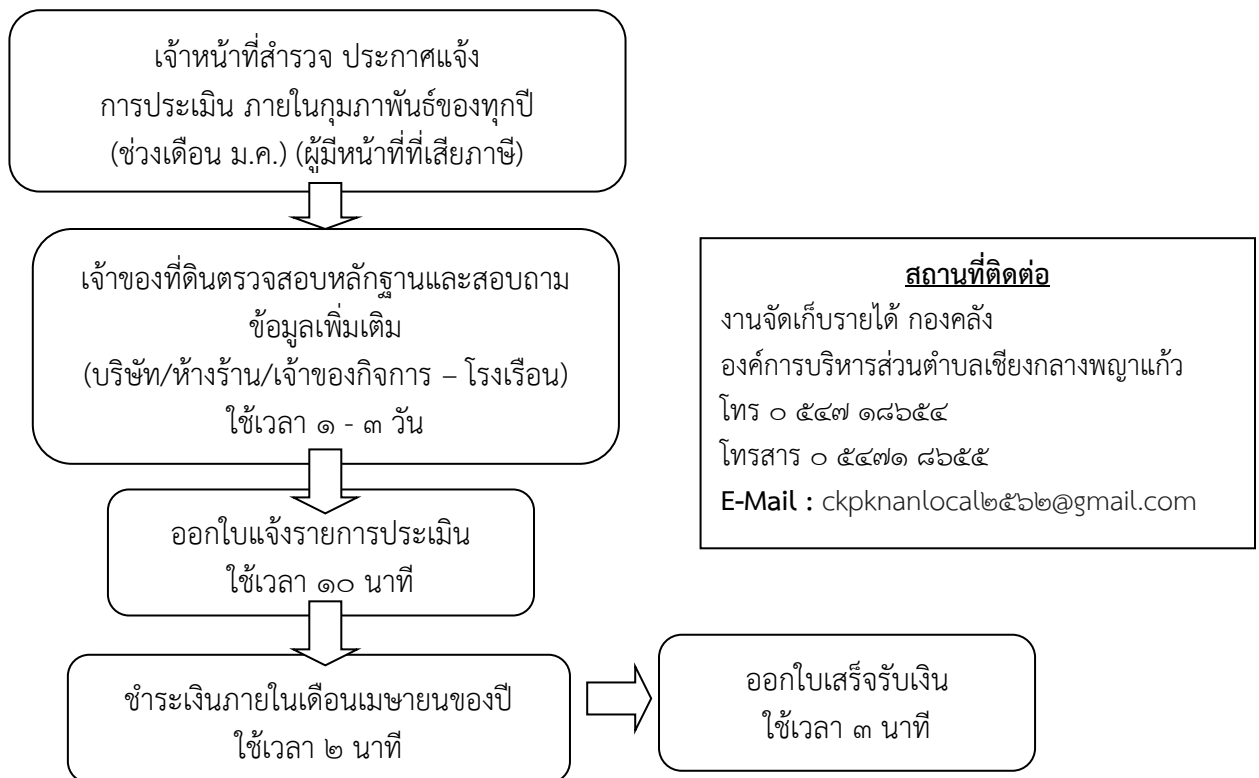 เจ้าหน้าที่สำรวจ ประกาศแจ้ง
การประเมิน ภายในกุมภาพันธ์ของทุกปี
(ช่วงเดือน ม.ค.) (ผู้มีหน้าที่ที่เสียภาษี)
เจ้าของที่ดินตรวจสอบหลักฐานและสอบถาม
ข้อมูลเพิ่มเติม
(บริษัท/ห้างร้าน/เจ้าของกิจการ – โรงเรือน)
ใช้เวลา ๑ - ๓ วัน
ออกใบแจ้งรายการประเมิน
ใช้เวลา ๑๐ นาที
ชำระเงินภายในเดือนเมษายนของปี
ใช้เวลา ๒ นาที
ออกใบเสร็จรับเงิน
ใช้เวลา ๓ นาที
สถานที่ติดต่อ
งานจัดเก็บรายได้ กองคลัง
องค์การบริหารส่วนตำบลเชียงกลางพญาแก้ว
โทร ๐ ๕๔๗ ๑๘๖๕๔
โทรสาร ๐ ๕๔๗๑ ๘๖๕๕
E-Mail : ckpknanlocal๒๕๖๒@gmail.com